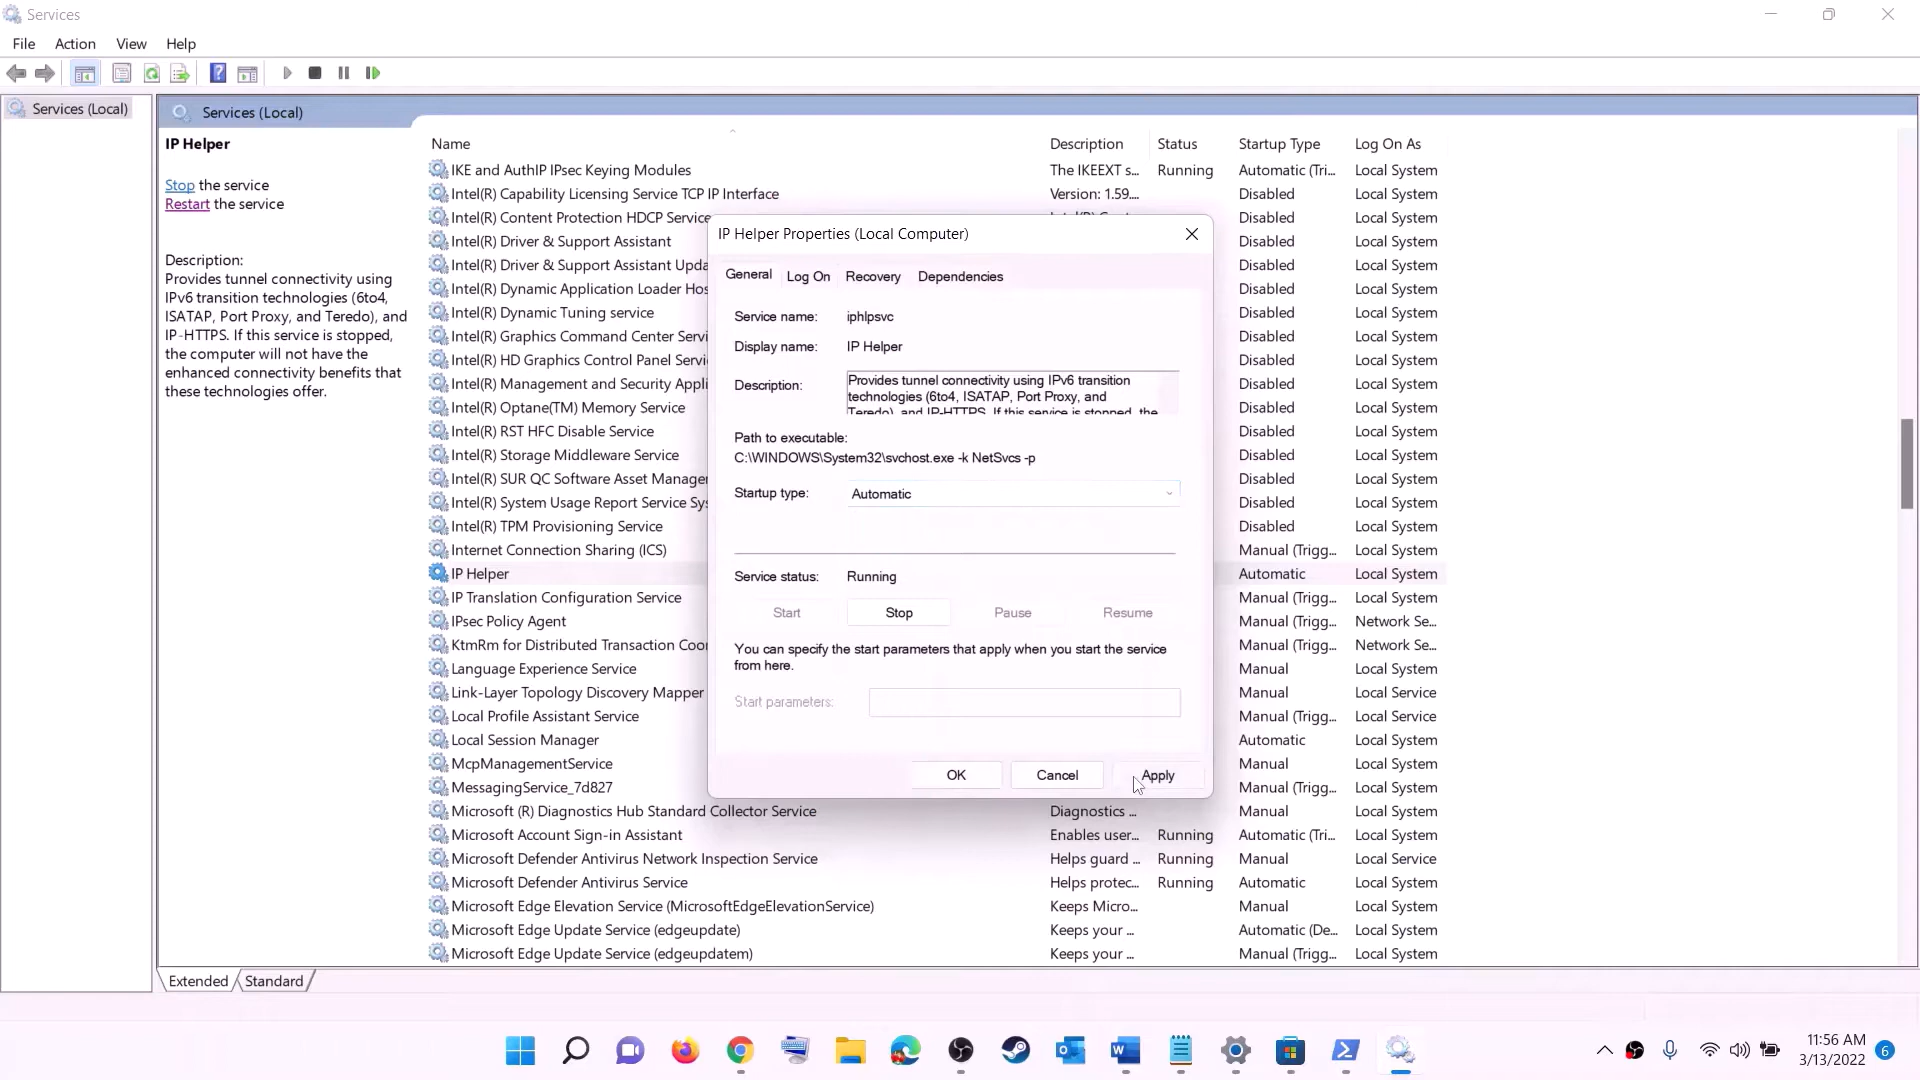 Services
File Action View Help
Services (Local)
Services (Local)
IP Helper
Stop the service
Restart the service
Description:
Provides tunnel connectivity using
IPv6 transition technologies (6to4,
ISATAP, Port Proxy, and Teredo), and
IP-HTTPS. If this service is stopped,
the computer will not have the
enhanced connectivity benefits that
these technologies offer.
Name Description Status Startup Type Log On As
IKE and AuthIP IPsec Keying Modules The IKEEXT s... Running Automatic (Tri... Local System
Intel(R) Capability Licensing Service TCP IP Interface Version: 1.59.... Disabled Local System
Intel(R) Content Protection HDCP Service Disabled Local System
Intel(R) Driver & Support Assistant Disabled Local System
Intel(R) Driver & Support Assistant Upda Disabled Local System
Intel(R) Dynamic Application Loader Hos Disabled Local System
Intel(R) Dynamic Tuning service Disabled Local System
Intel(R) Graphics Command Center Servi Disabled Local System
Intel(R) HD Graphics Control Panel Servi Disabled Local System
Intel(R) Management and Security Appli Disabled Local System
Intel(R) Optane(TM) Memory Service Disabled Local System
Intel(R) RST HFC Disable Service Disabled Local System
Intel(R) Storage Middleware Service Disabled Local System
Intel(R) SUR QC Software Asset Manager Disabled Local System
Intel(R) System Usage Report Service Sys Disabled Local System
Intel(R) TPM Provisioning Service Disabled Local System
Internet Connection Sharing (ICS) Manual (Trigg... Local System
IP Helper Automatic Local System
IP Translation Configuration Service Manual (Trigg... Local System
IPsec Policy Agent Manual (Trigg... Network Se...
KtmRm for Distributed Transaction Coor Manual (Trigg... Network Se...
Language Experience Service Manual Local System
Link-Layer Topology Discovery Mapper Manual Local Service
Local Profile Assistant Service Manual (Trigg... Local Service
Local Session Manager Automatic Local System
McpManagementService Manual Local System
MessagingService_7d827 Manual (Trigg... Local System
Microsoft (R) Diagnostics Hub Standard Collector Service Diagnostics ... Manual Local System
Microsoft Account Sign-in Assistant Enables user... Running Automatic (Tri... Local System
Microsoft Defender Antivirus Network Inspection Service Helps guard ... Running Manual Local Service
Microsoft Defender Antivirus Service Helps protec... Running Automatic Local System
Microsoft Edge Elevation Service (MicrosoftEdgeElevationService) Keeps Micro... Manual Local System
Microsoft Edge Update Service (edgeupdate) Keeps your ... Automatic (De... Local System
Microsoft Edge Update Service (edgeupdatem) Keeps your ... Manual (Trigg... Local System
IP Helper Properties (Local Computer)
General Log On Recovery Dependencies
Service name: iphlpsvc
Display name: IP Helper
Description: Provides tunnel connectivity using IPv6 transition
technologies (6to4, ISATAP, Port Proxy, and
Teredo), and IP-HTTPS. If this service is stopped, the
Path to executable:
C:\WINDOWS\System32\svchost.exe -k NetSvcs -p
Startup type: Automatic
Service status: Running
Start Stop Pause Resume
You can specify the start parameters that apply when you start the service
from here.
Start parameters:
OK Cancel Apply
Extended Standard
11:56 AM
3/13/2022
6